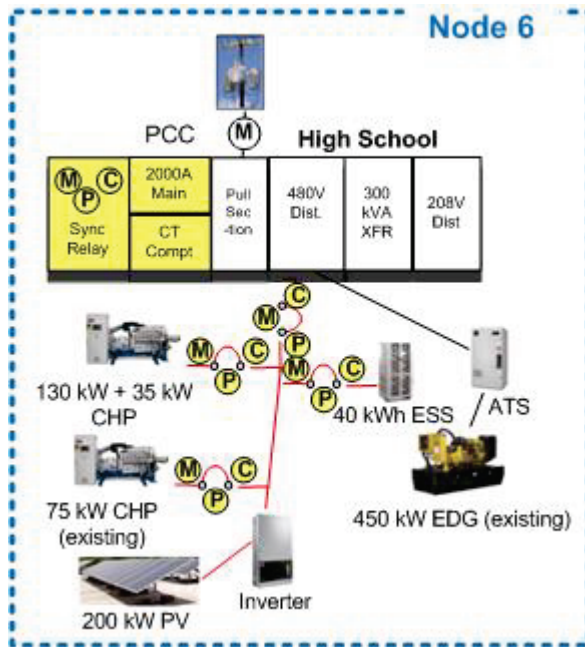 Node 6
M
PCC
High School
M
P
C
Sync
Relay
2000A
Main
CT
Compt
Pull
Sec
-tion
480V
Dist.
300
kVA
XFR
208V
Dist
C
M
P
M
C
P
130 kW + 35 kW
CHP
M
C
P
40 kWh ESS
ATS
M
C
P
75 kW CHP
(existing)
450 kW EDG (existing)
Inverter
200 kW PV